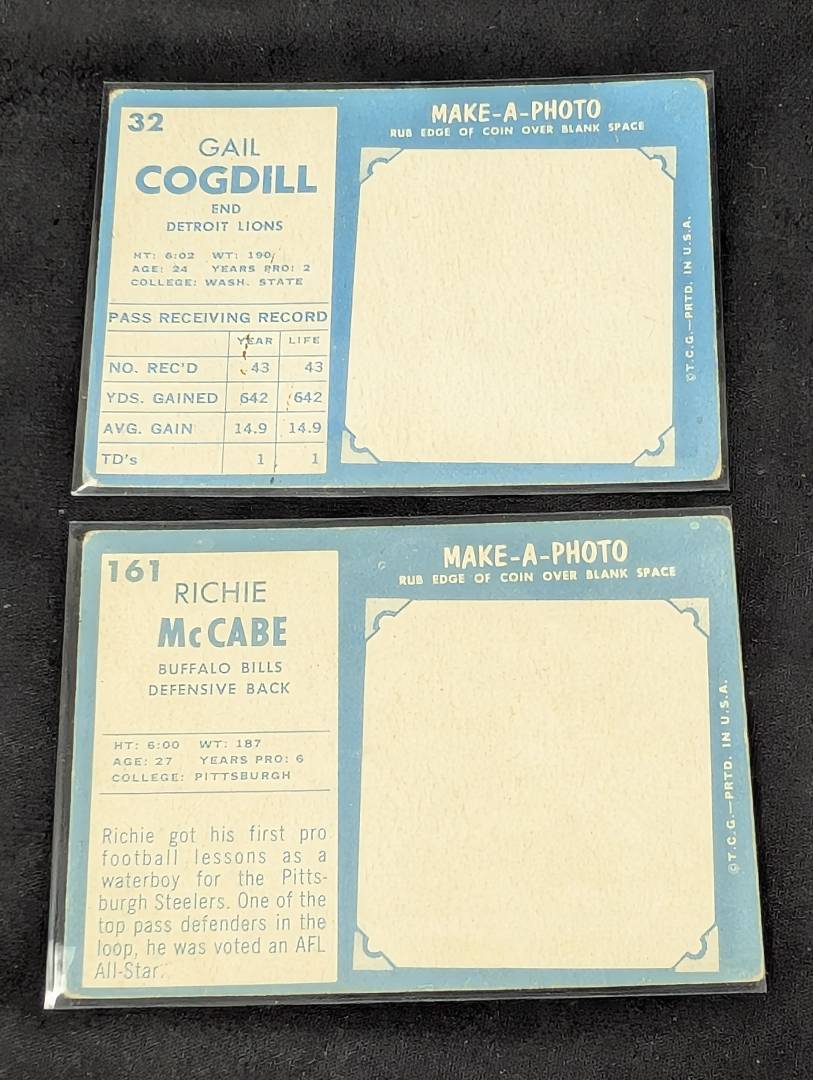 32
GAIL
COGDILL
END
DETROIT LIONS
HT: 6:02 WT: 190
AGE: 24 YEARS PRO: 2
COLLEGE: WASH. STATE
PASS RECEIVING RECORD
YEAR LIFE
NO. REC'D 43 43
YDS. GAINED 642 642
AVG. GAIN 14.9 14.9
TD's 1 1
MAKE-A-PHOTO
RUB EDGE OF COIN OVER BLANK SPACE
©T.C.G.—PRTD. IN U.S.A.
161
RICHIE
McCABE
BUFFALO BILLS
DEFENSIVE BACK
HT: 6:00 WT: 187
AGE: 27 YEARS PRO: 6
COLLEGE: PITTSBURGH
Richie got his first pro
football lessons as a
waterboy for the Pitts-
burgh Steelers. One of the
top pass defenders in the
loop, he was voted an AFL
All-Star.
MAKE-A-PHOTO
RUB EDGE OF COIN OVER BLANK SPACE
©T.C.G.—PRTD. IN U.S.A.